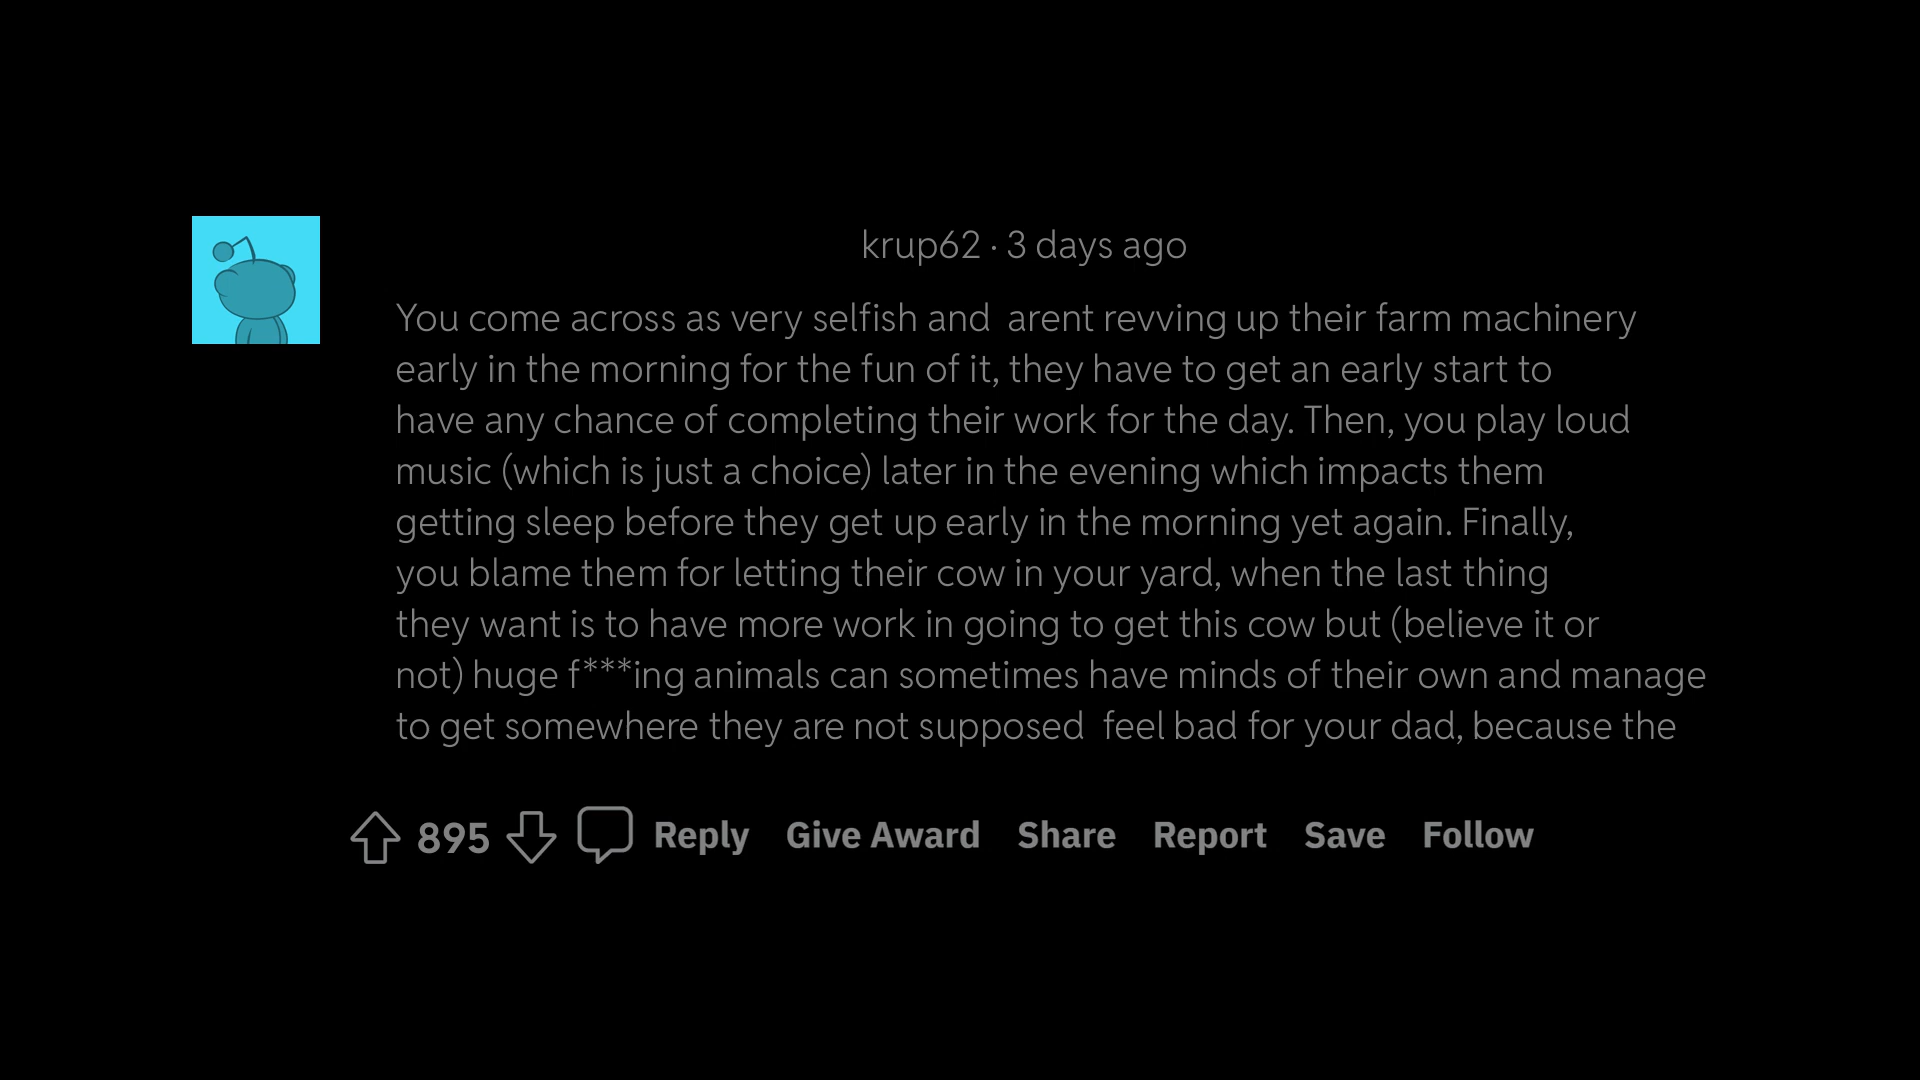 krup62 · 3 days ago
You come across as very selfish and  arent revving up their farm machinery
early in the morning for the fun of it, they have to get an early start to
have any chance of completing their work for the day. Then, you play loud
music (which is just a choice) later in the evening which impacts them
getting sleep before they get up early in the morning yet again. Finally,
you blame them for letting their cow in your yard, when the last thing
they want is to have more work in going to get this cow but (believe it or
not) huge f***ing animals can sometimes have minds of their own and manage
to get somewhere they are not supposed  feel bad for your dad, because the
895 Reply Give Award Share Report Save Follow